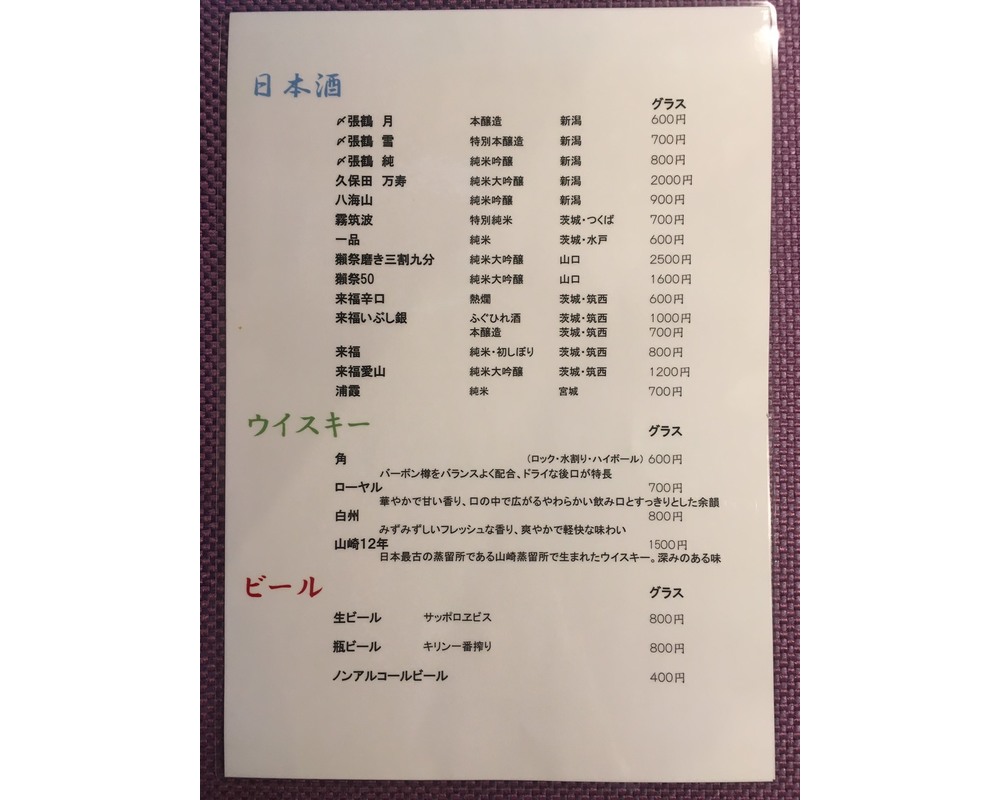 日本酒
グラス
〆張鶴 月 本醸造 新潟 600円
〆張鶴 雪 特別本醸造 新潟 700円
〆張鶴 純 純米吟醸 新潟 800円
久保田 万寿 純米大吟醸 新潟 2000円
八海山 純米吟醸 新潟 900円
霧筑波 特別純米 茨城・つくば 700円
一品 純米 茨城・水戸 600円
獺祭磨き三割九分 純米大吟醸 山口 2500円
獺祭50 純米大吟醸 山口 1600円
来福辛口 熱燗 茨城・筑西 600円
来福いぶし銀 ふぐひれ酒 茨城・筑西 1000円
本醸造 茨城・筑西 700円
来福 純米・初しぼり 茨城・筑西 800円
来福愛山 純米大吟醸 茨城・筑西 1200円
浦霞 純米 宮城 700円
ウイスキー グラス
角 (ロック・水割り・ハイボール) 600円
バーボン樽をバランスよく配合、ドライな後口が特長
ローヤル 700円
華やかで甘い香り、口の中で広がるやわらかい飲み口とすっきりとした余韻
白州 800円
みずみずしいフレッシュな香り、爽やかで軽快な味わい
山崎12年 1500円
日本最古の蒸留所である山崎蒸留所で生まれたウイスキー。深みのある味
ビール グラス
生ビール サッポロヱビス 800円
瓶ビール キリン一番搾り 800円
ノンアルコールビール 400円